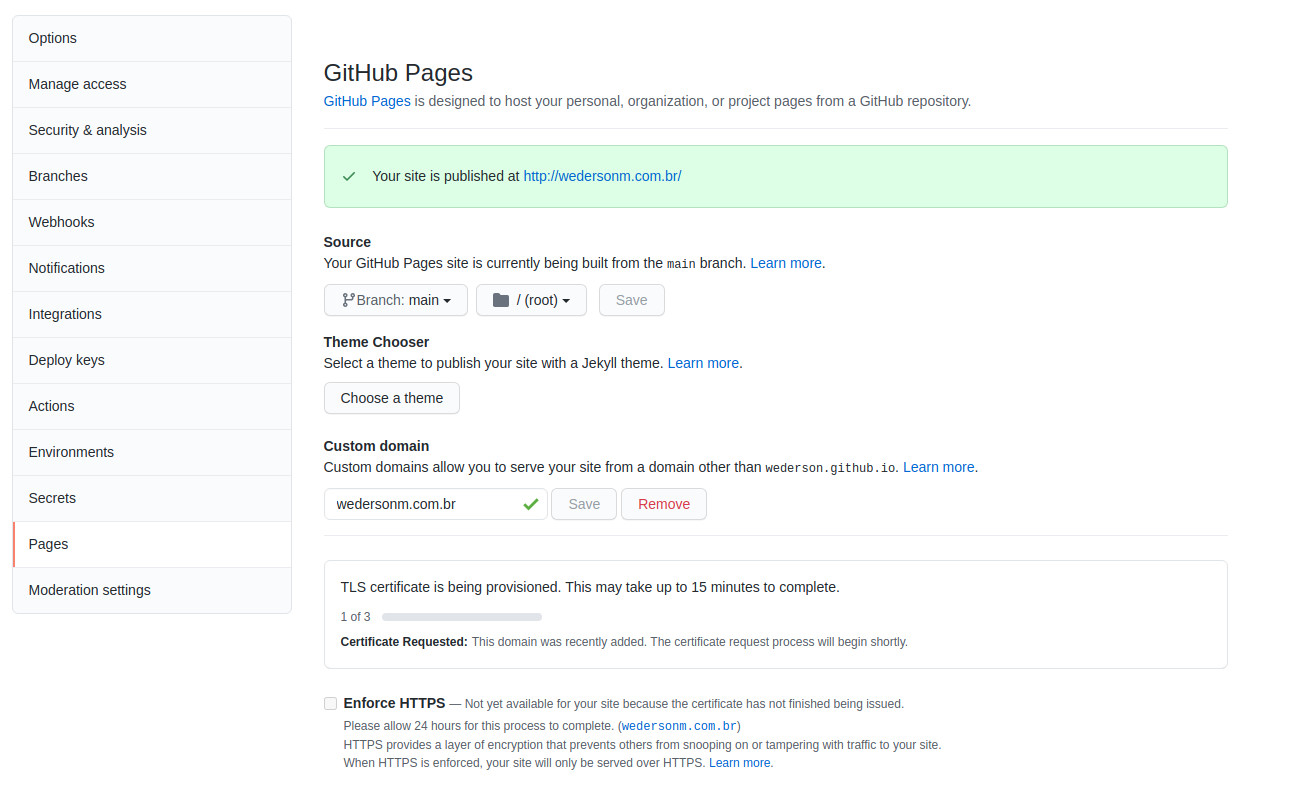 Options
Manage access
Security & analysis
Branches
Webhooks
Notifications
Integrations
Deploy keys
Actions
Environments
Secrets
Pages
Moderation settings
GitHub Pages
GitHub Pages is designed to host your personal, organization, or project pages from a GitHub repository.
Your site is published at http://wedersonm.com.br/
Source
Your GitHub Pages site is currently being built from the main branch. Learn more.
Branch: main / (root) Save
Theme Chooser
Select a theme to publish your site with a Jekyll theme. Learn more.
Choose a theme
Custom domain
Custom domains allow you to serve your site from a domain other than wederson.github.io. Learn more.
wedersonm.com.br Save Remove
TLS certificate is being provisioned. This may take up to 15 minutes to complete.
1 of 3
Certificate Requested: This domain was recently added. The certificate request process will begin shortly.
Enforce HTTPS — Not yet available for your site because the certificate has not finished being issued.
Please allow 24 hours for this process to complete. (wedersonm.com.br)
HTTPS provides a layer of encryption that prevents others from snooping on or tampering with traffic to your site.
When HTTPS is enforced, your site will only be served over HTTPS. Learn more.